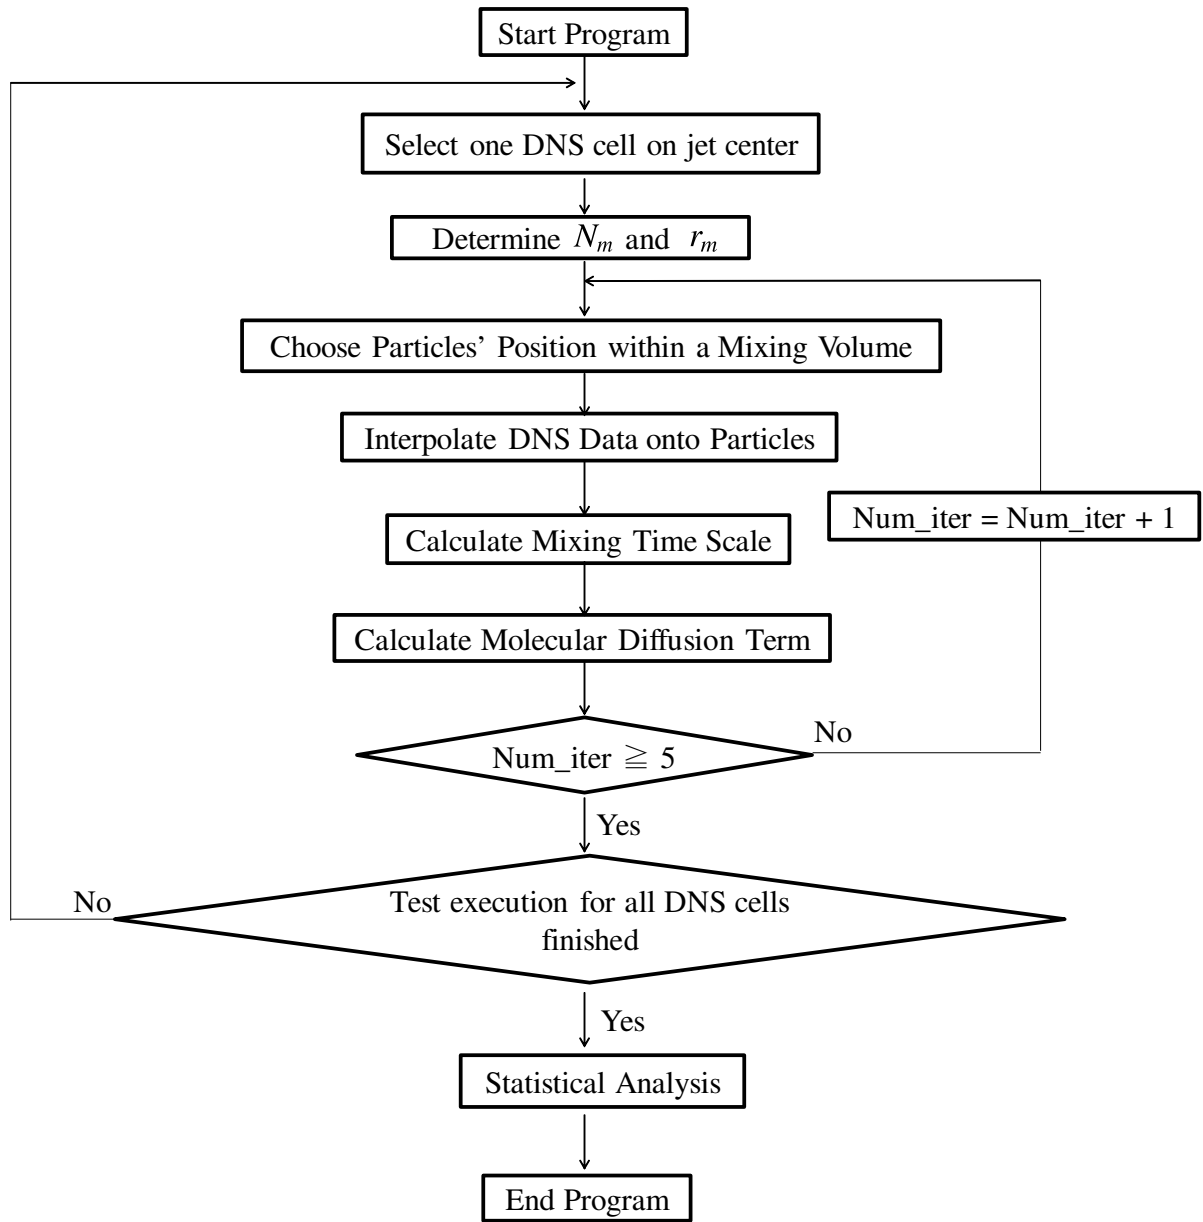 Start Program
Select one DNS cell on jet center
Determine N_m and r_m
Choose Particles’ Position within a Mixing Volume
Interpolate DNS Data onto Particles
Num_iter = Num_iter + 1
Calculate Mixing Time Scale
Calculate Molecular Diffusion Term
No
Num_iter ≧ 5
Yes
No
Test execution for all DNS cells
finished
Yes
Statistical Analysis
End Program